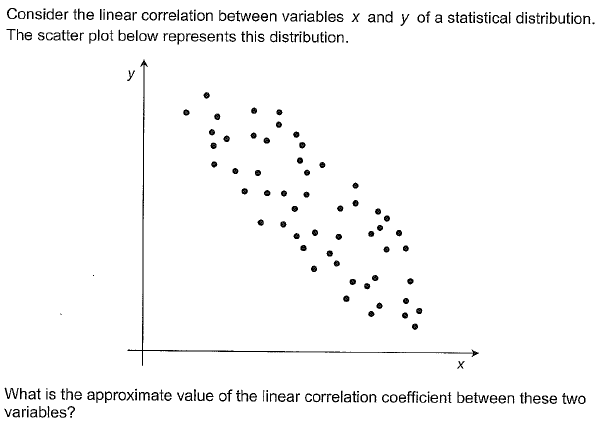 Consider the linear correlation between variables x and y of a statistical distribution.
The scatter plot below represents this distribution.
y
x
What is the approximate value of the linear correlation coefficient between these two
variables?